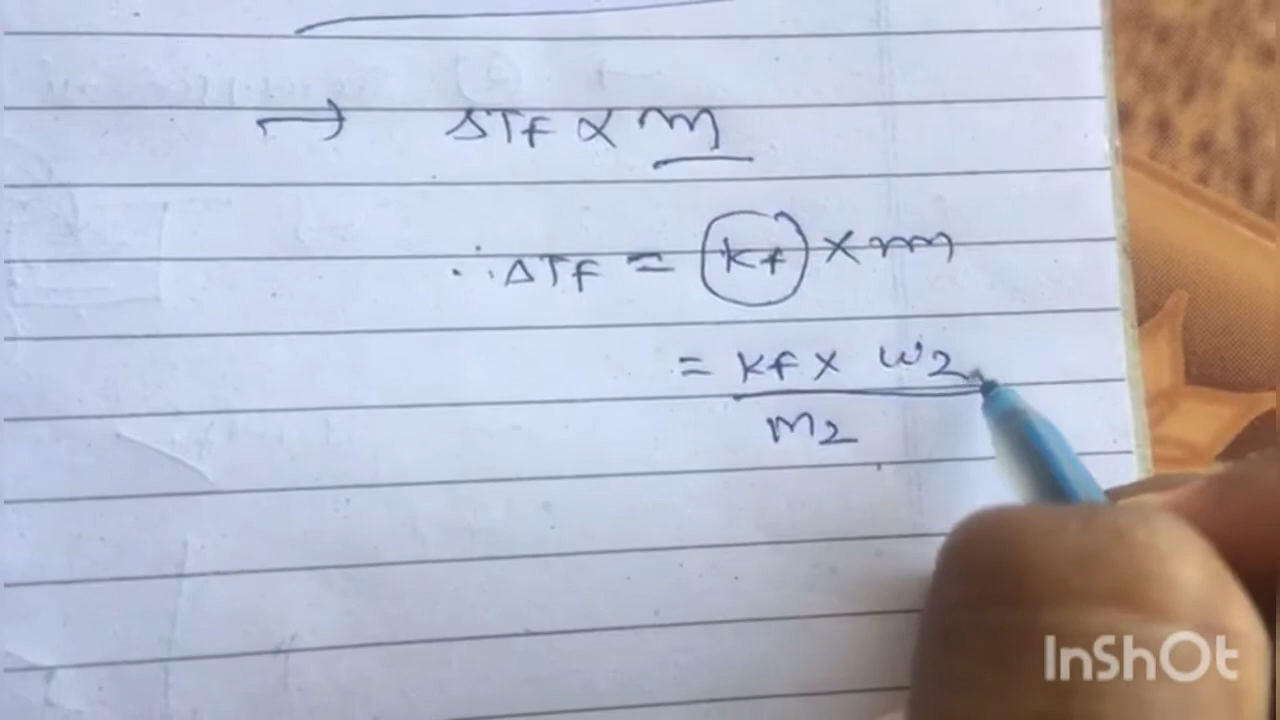 → ΔTf ∝ m
∴ ΔTf = Kf × m
= Kf × w2
m2
InShOt